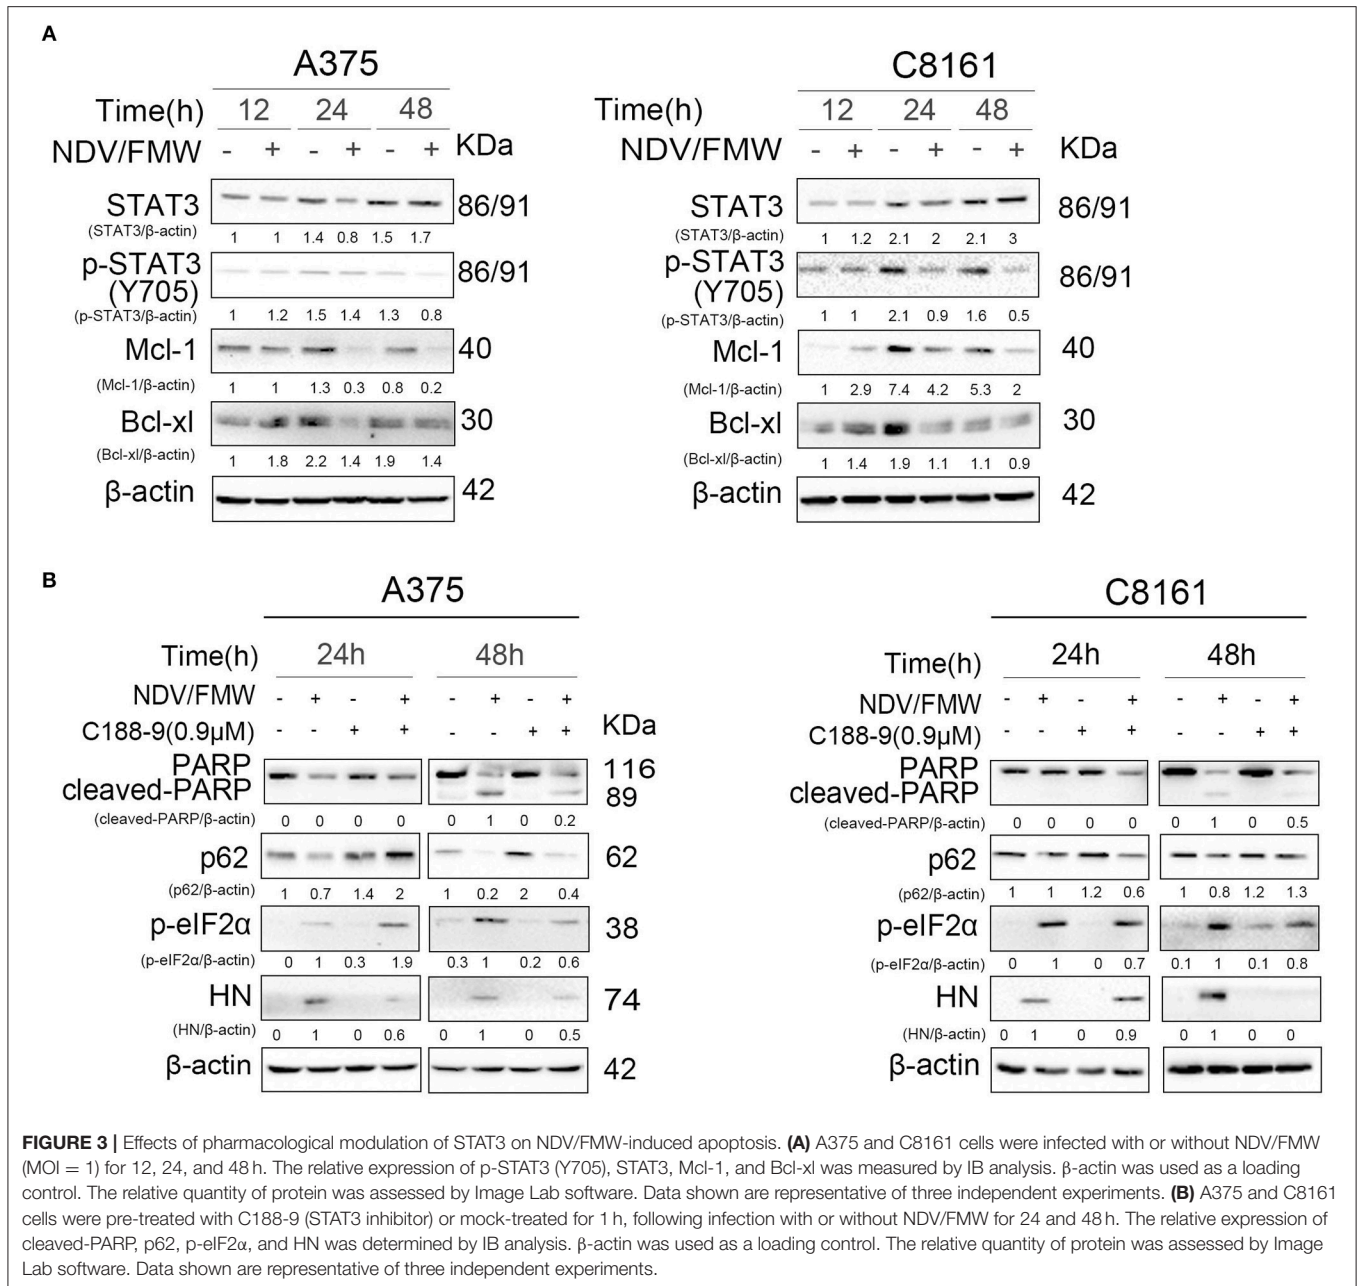 A
A375
Time(h) 12 24 48
NDV/FMW - + - + - + KDa
STAT3 86/91
(STAT3/β-actin) 1 1 1.4 0.8 1.5 1.7
p-STAT3
(Y705) 86/91
(p-STAT3/β-actin) 1 1.2 1.5 1.4 1.3 0.8
Mcl-1 40
(Mcl-1/β-actin) 1 1 1.3 0.3 0.8 0.2
Bcl-xl 30
(Bcl-xl/β-actin) 1 1.8 2.2 1.4 1.9 1.4
β-actin 42
C8161
Time(h) 12 24 48
NDV/FMW - + - + - + KDa
STAT3 86/91
(STAT3/β-actin) 1 1.2 2.1 2 2.1 3
p-STAT3
(Y705) 86/91
(p-STAT3/β-actin) 1 1 2.1 0.9 1.6 0.5
Mcl-1 40
(Mcl-1/β-actin) 1 2.9 7.4 4.2 5.3 2
Bcl-xl 30
(Bcl-xl/β-actin) 1 1.4 1.9 1.1 1.1 0.9
β-actin 42
B
A375
Time(h) 24h 48h
NDV/FMW - + - + - + - +
C188-9(0.9μM) - - + + - - + + KDa
PARP 116
cleaved-PARP 89
(cleaved-PARP/β-actin) 0 0 0 0 0 1 0 0.2
p62 62
(p62/β-actin) 1 0.7 1.4 2 1 0.2 2 0.4
p-eIF2α 38
(p-eIF2α/β-actin) 0 1 0.3 1.9 0.3 1 0.2 0.6
HN 74
(HN/β-actin) 0 1 0 0.6 0 1 0 0.5
β-actin 42
C8161
Time(h) 24h 48h
NDV/FMW - + - + - + - +
C188-9(0.9μM) - - + + - - + +
PARP
cleaved-PARP
(cleaved-PARP/β-actin) 0 0 0 0 0 1 0 0.5
p62
(p62/β-actin) 1 1 1.2 0.6 1 0.8 1.2 1.3
p-eIF2α
(p-eIF2α/β-actin) 0 1 0 0.7 0.1 1 0.1 0.8
HN
(HN/β-actin) 0 1 0 0.9 0 1 0 0
β-actin
FIGURE 3 | Effects of pharmacological modulation of STAT3 on NDV/FMW-induced apoptosis. (A) A375 and C8161 cells were infected with or without NDV/FMW
(MOI = 1) for 12, 24, and 48 h. The relative expression of p-STAT3 (Y705), STAT3, Mcl-1, and Bcl-xl was measured by IB analysis. β-actin was used as a loading
control. The relative quantity of protein was assessed by Image Lab software. Data shown are representative of three independent experiments. (B) A375 and C8161
cells were pre-treated with C188-9 (STAT3 inhibitor) or mock-treated for 1 h, following infection with or without NDV/FMW for 24 and 48 h. The relative expression of
cleaved-PARP, p62, p-eIF2α, and HN was determined by IB analysis. β-actin was used as a loading control. The relative quantity of protein was assessed by Image
Lab software. Data shown are representative of three independent experiments.